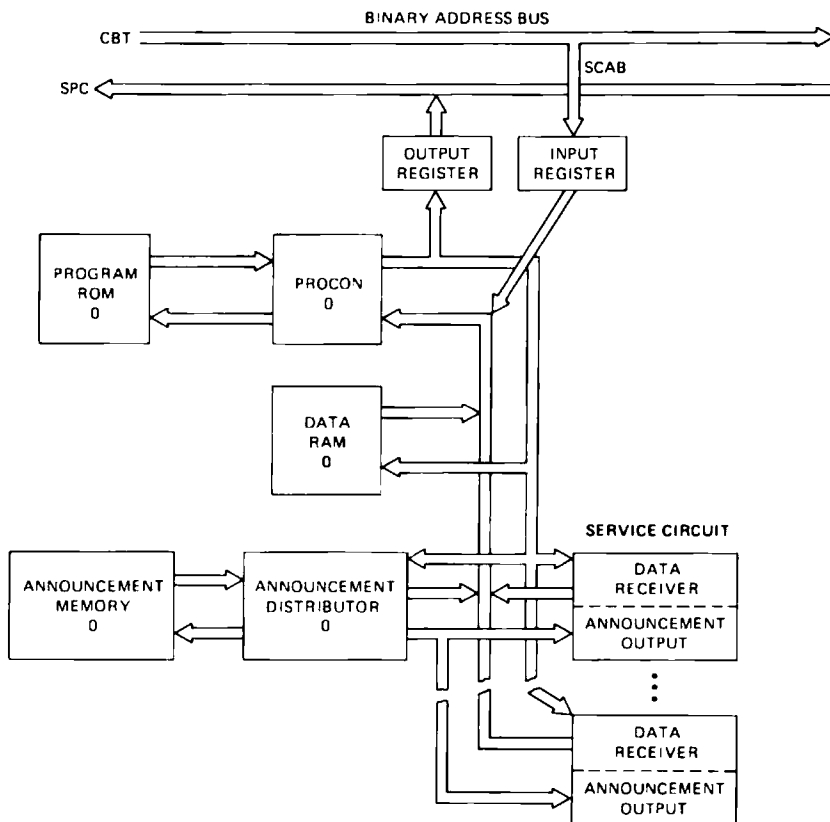 BINARY ADDRESS BUS
CBT
SCAB
SPC
OUTPUT
REGISTER
INPUT
REGISTER
PROGRAM
ROM
0
PROCON
0
DATA
RAM
0
SERVICE CIRCUIT
ANNOUNCEMENT
MEMORY
0
ANNOUNCEMENT
DISTRIBUTOR
0
DATA
RECEIVER
ANNOUNCEMENT
OUTPUT
DATA
RECEIVER
ANNOUNCEMENT
OUTPUT